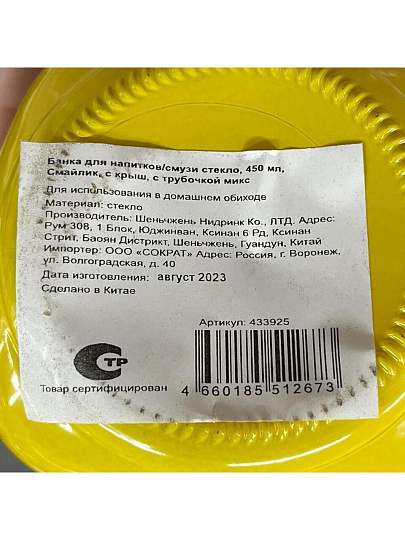 Банка для напитков/смузи стекло, 450 мл,
Смайлик, с крыш, с трубочкой микс
Для использования в домашнем обиходе
Материал: стекло
Производитель: Шеньчжень Нидринк Ко., ЛТД. Адрес:
Рум 308, 1 Блок, Юджинван, Ксинан 6 Рд, Ксинан
Стрит, Баоян Дистрикт, Шеньчжень, Гуандун, Китай
Импортер: ООО «СОКРАТ» Адрес: Россия, г. Воронеж,
ул. Волгоградская, д. 40
Дата изготовления: август 2023
Сделано в Китае
Артикул: 433925
СТР
Товар сертифицирован
4 660185 512673